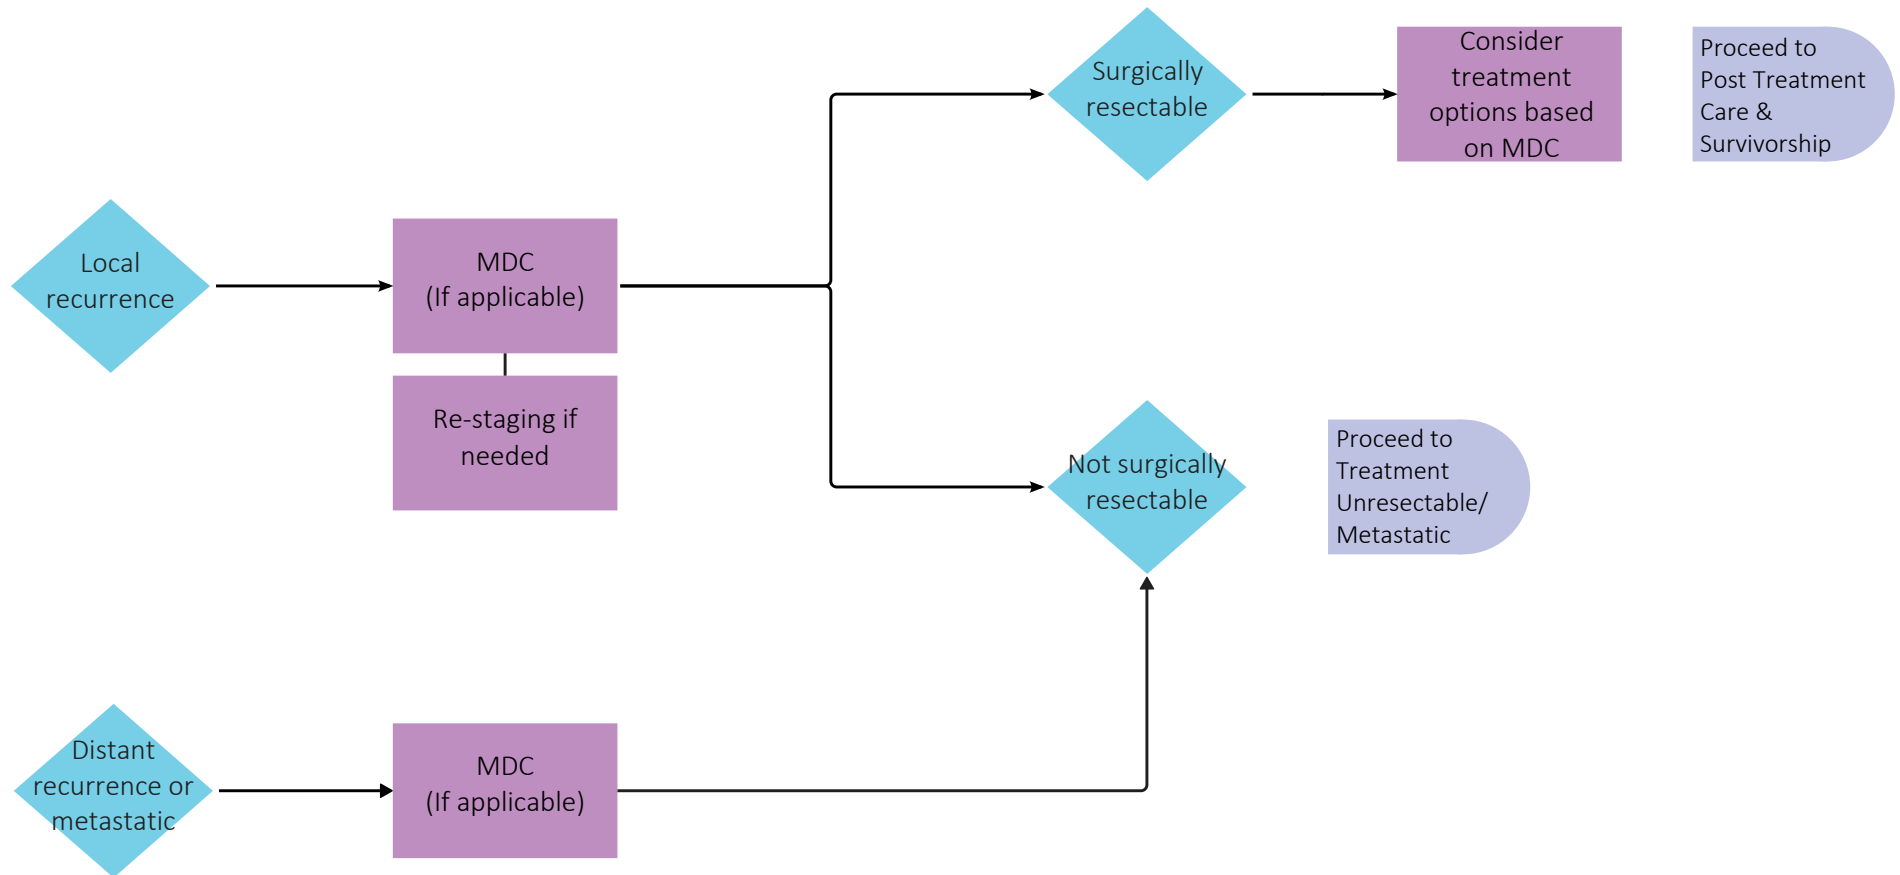 Surgically
resectable
Consider
treatment
options based
on MDC
Proceed to
Post Treatment
Care &
Survivorship
Local
recurrence
MDC
(If applicable)
Re-staging if
needed
Not surgically
resectable
Proceed to
Treatment
Unresectable/
Metastatic
Distant
recurrence or
metastatic
MDC
(If applicable)